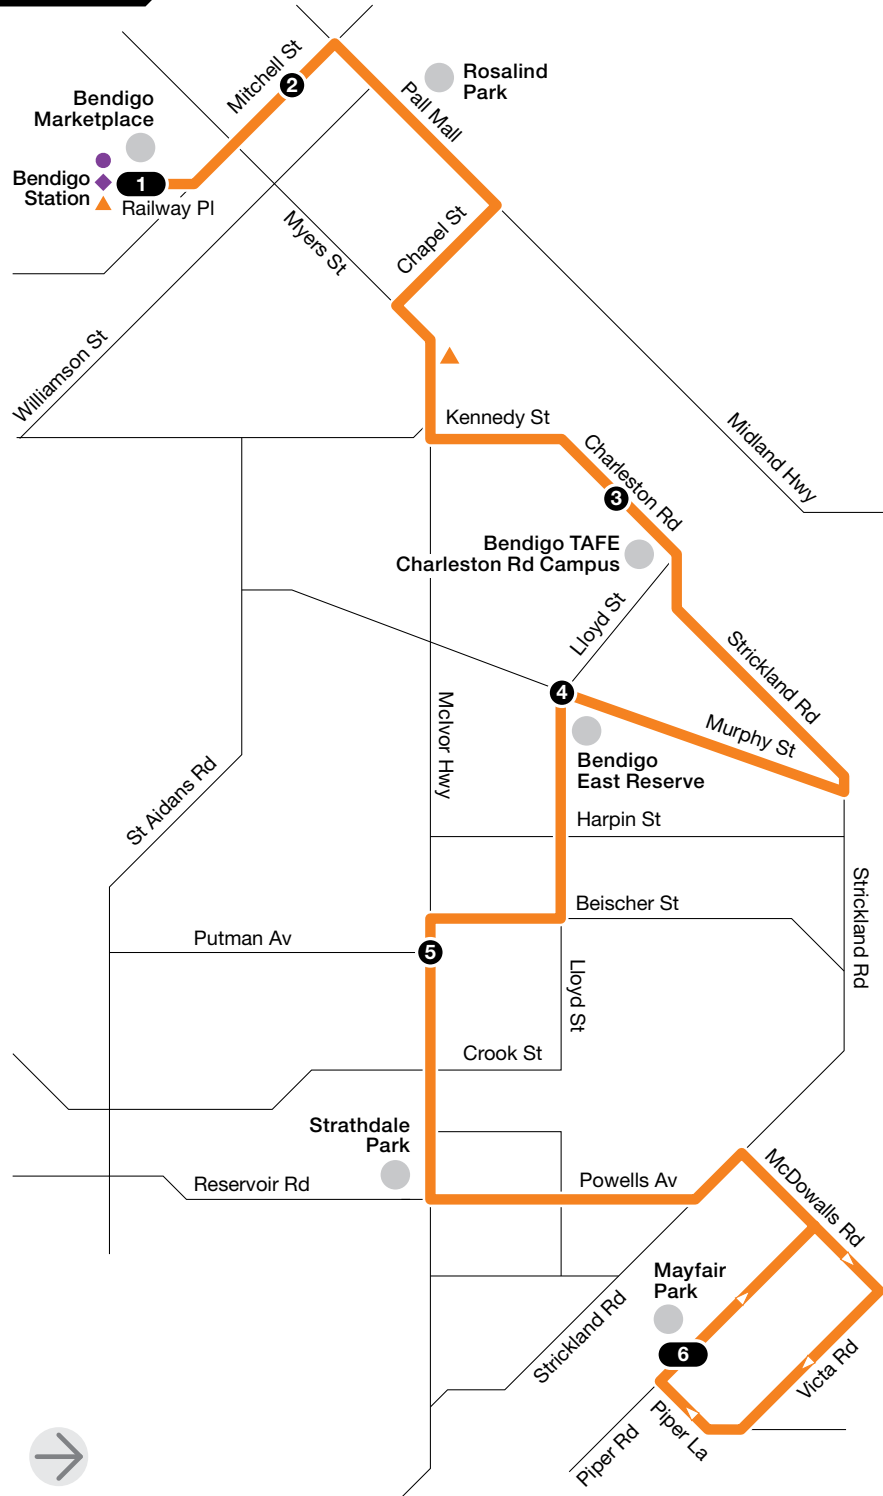 Mitchell St
2
Rosalind
Park
Pall Mall
Bendigo
Marketplace
Bendigo
Station
1
Railway Pl
Myers St
Chapel St
Williamson St
Kennedy St
Charleston Rd
3
Midland Hwy
Bendigo TAFE
Charleston Rd Campus
Lloyd St
Strickland Rd
4
McIvor Hwy
Murphy St
Bendigo
East Reserve
St Aidans Rd
Harpin St
Strickland Rd
Beischer St
Putman Av
5
Lloyd St
Crook St
Strathdale
Park
Reservoir Rd
Powells Av
McDowalls Rd
Mayfair
Park
Strickland Rd
6
Victa Rd
Piper La
Piper Rd